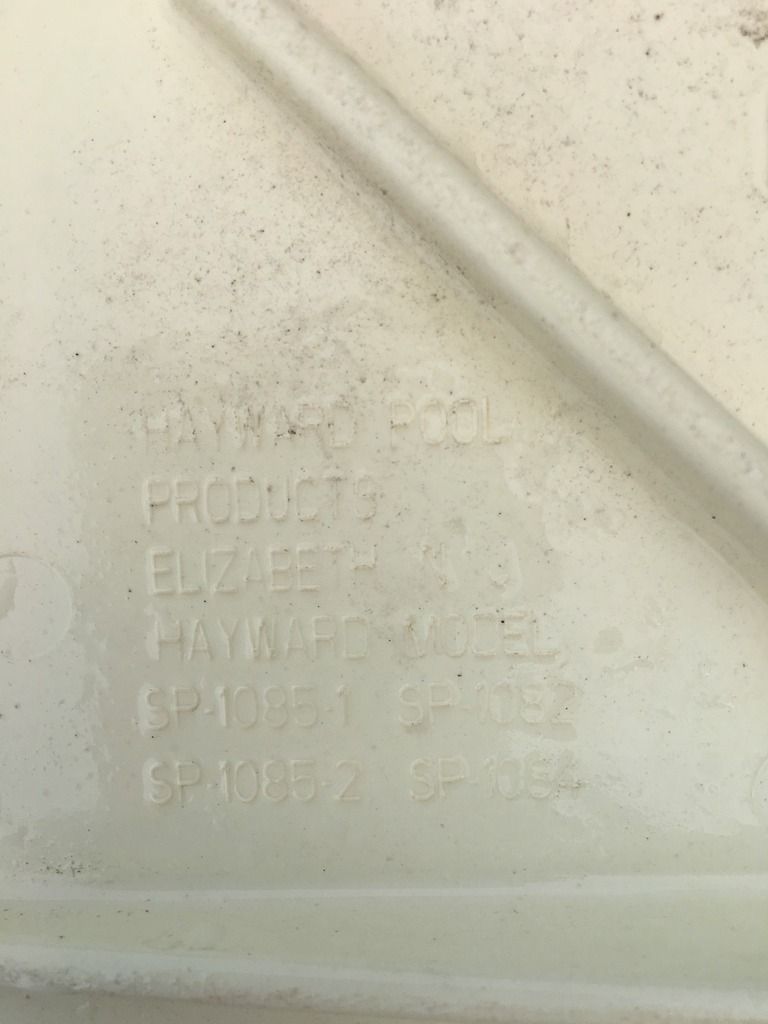 HAYWARD POOL
PRODUCTS
ELIZABETH N J
HAYWARD MODEL
SP-1085-1 SP-1082
SP-1085-2 SP-1084